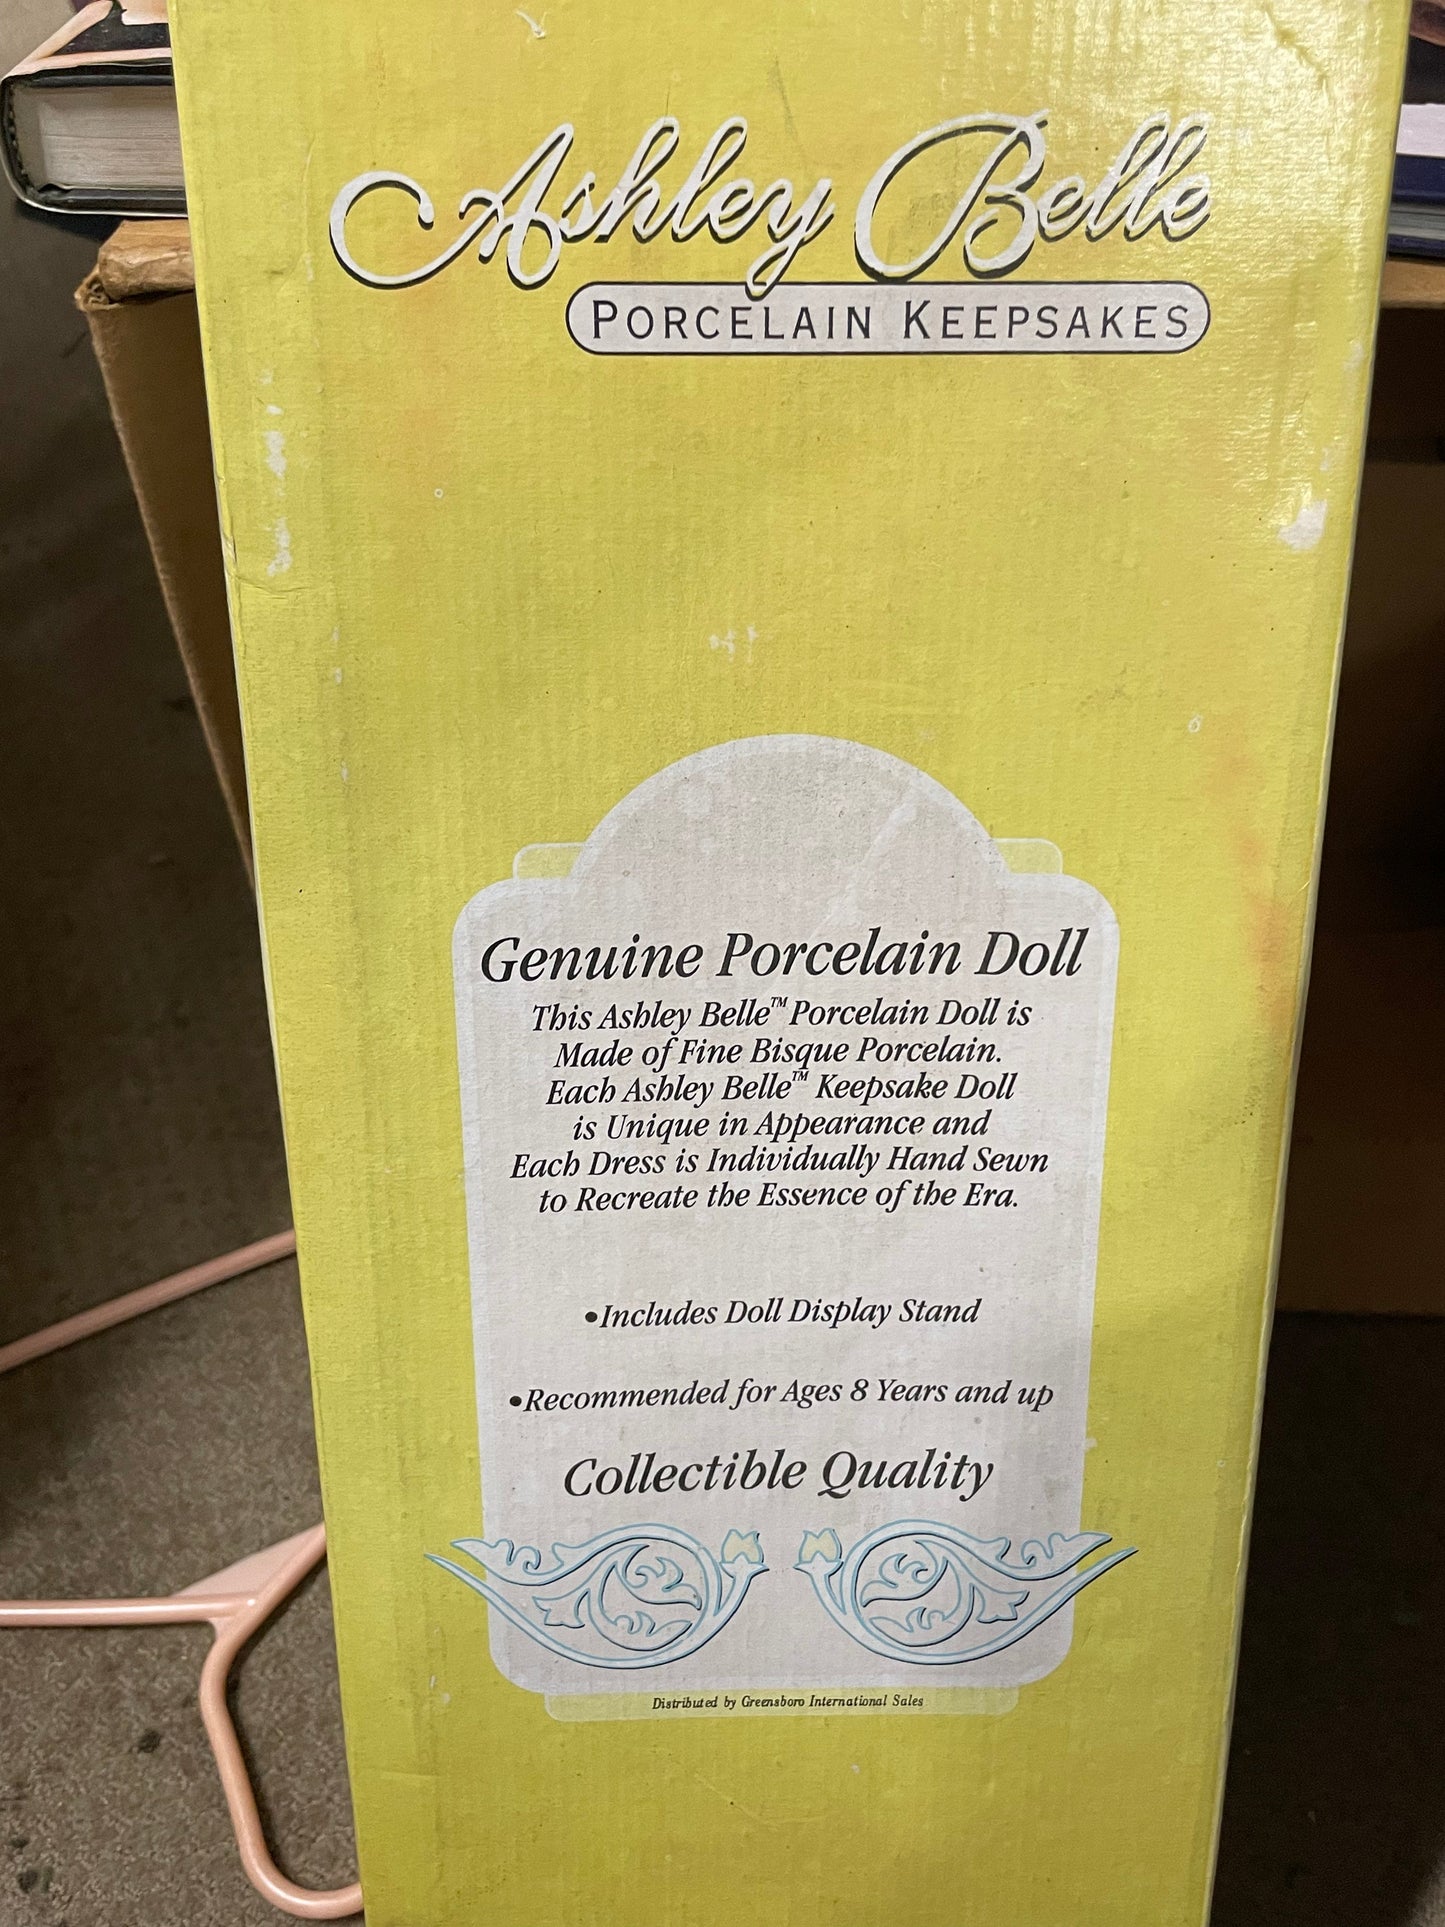 Ashley Belle
PORCELAIN KEEPSAKES
Genuine Porcelain Doll
This Ashley Belle™ Porcelain Doll is
Made of Fine Bisque Porcelain.
Each Ashley Belle™ Keepsake Doll
is Unique in Appearance and
Each Dress is Individually Hand Sewn
to Recreate the Essence of the Era.
•Includes Doll Display Stand
•Recommended for Ages 8 Years and up
Collectible Quality
Distributed by Greensboro International Sales